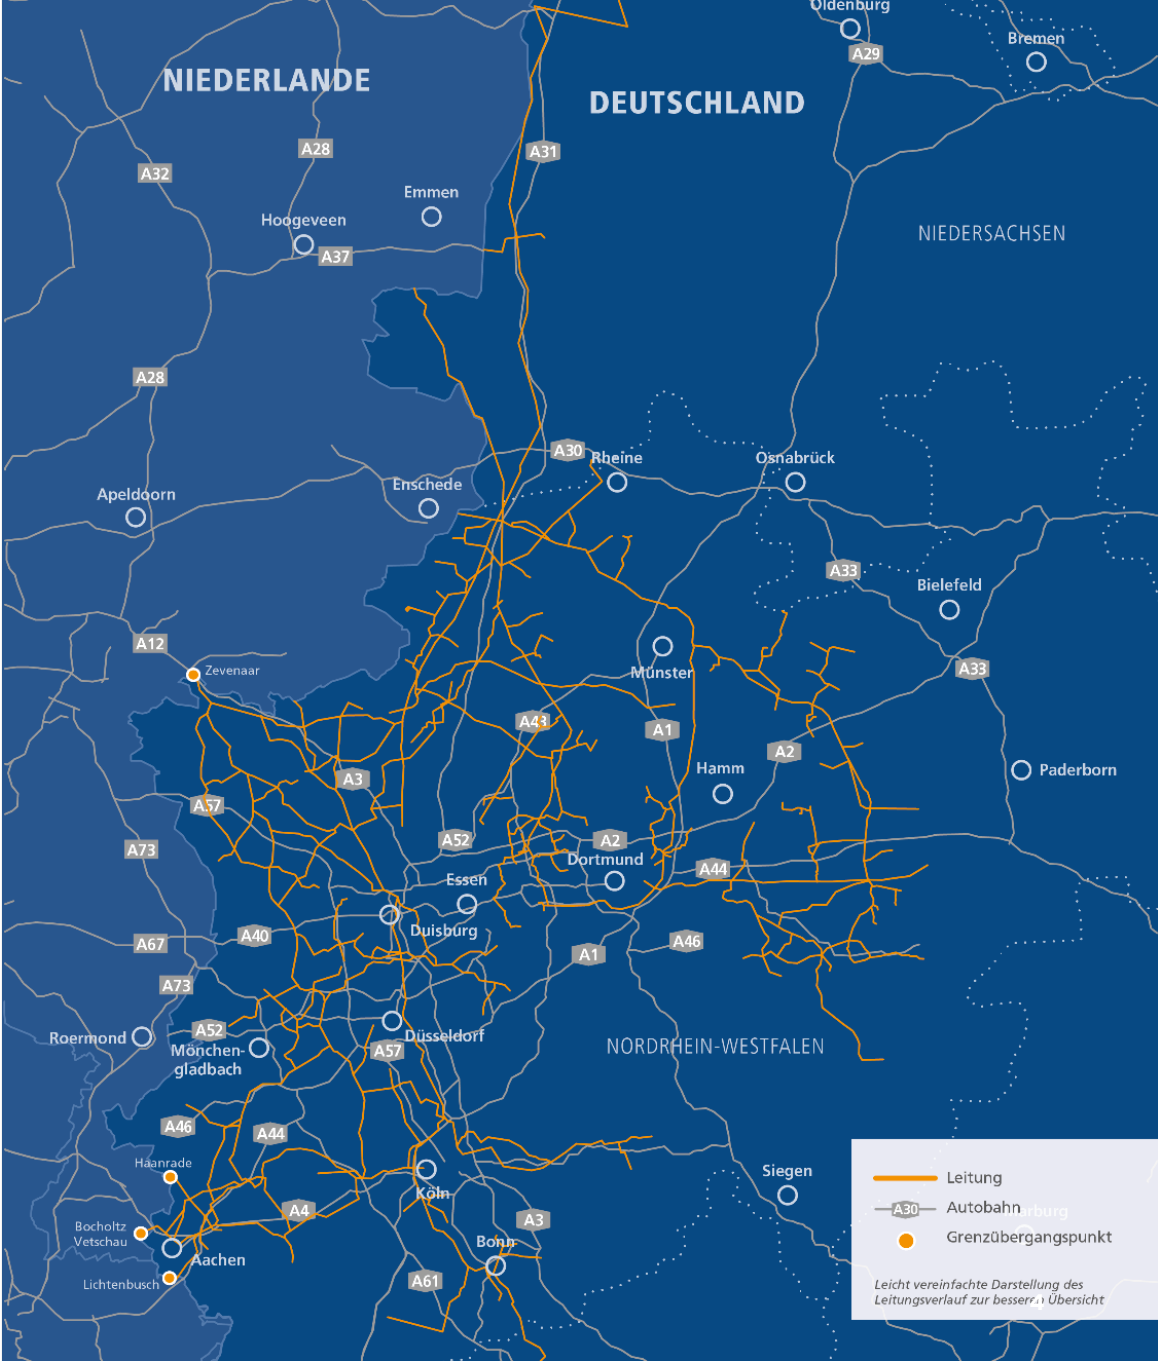 Oldenburg
Bremen
A29
NIEDERLANDE
DEUTSCHLAND
A28
A31
A32
Emmen
Hoogeveen
NIEDERSACHSEN
A37
A28
A30
Rheine
Osnabrück
Enschede
Apeldoorn
A33
Bielefeld
A12
Zevenaar
Münster
A33
A43
A1
A2
Hamm
Paderborn
A3
A57
A52
A2
A73
Dortmund
A44
Essen
Duisburg
A40
A67
A46
A1
A73
A52
Roermond
Düsseldorf
Mönchen-
gladbach
A57
NORDRHEIN-WESTFALEN
A46
A44
Haanrade
Siegen
Köln
Leitung
A30
Autobahn
A4
A3
Bocholtz
Vetschau
Grenzübergangspunkt
Bonn
Aachen
Lichtenbusch
A61
Leicht vereinfachte Darstellung des
Leitungsverlauf zur besseren Übersicht